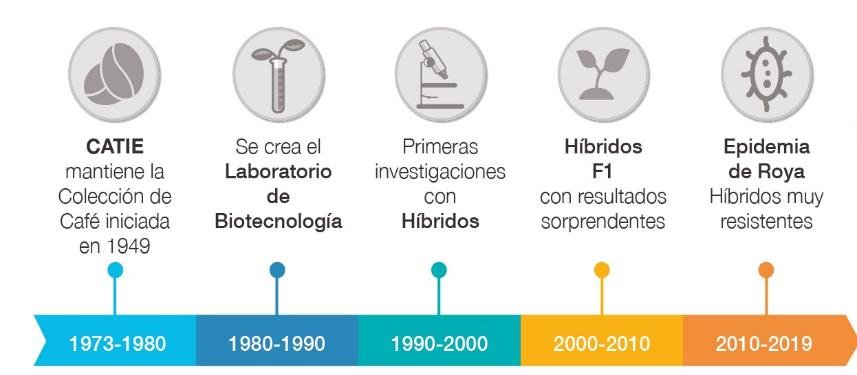 CATIE
mantiene la
Colección de
Café iniciada
en 1949
Se crea el
Laboratorio
de
Biotecnología
Primeras
investigaciones
con
Híbridos
Híbridos
F1
con resultados
sorprendentes
Epidemia
de Roya
Híbridos muy
resistentes
1973-1980
1980-1990
1990-2000
2000-2010
2010-2019